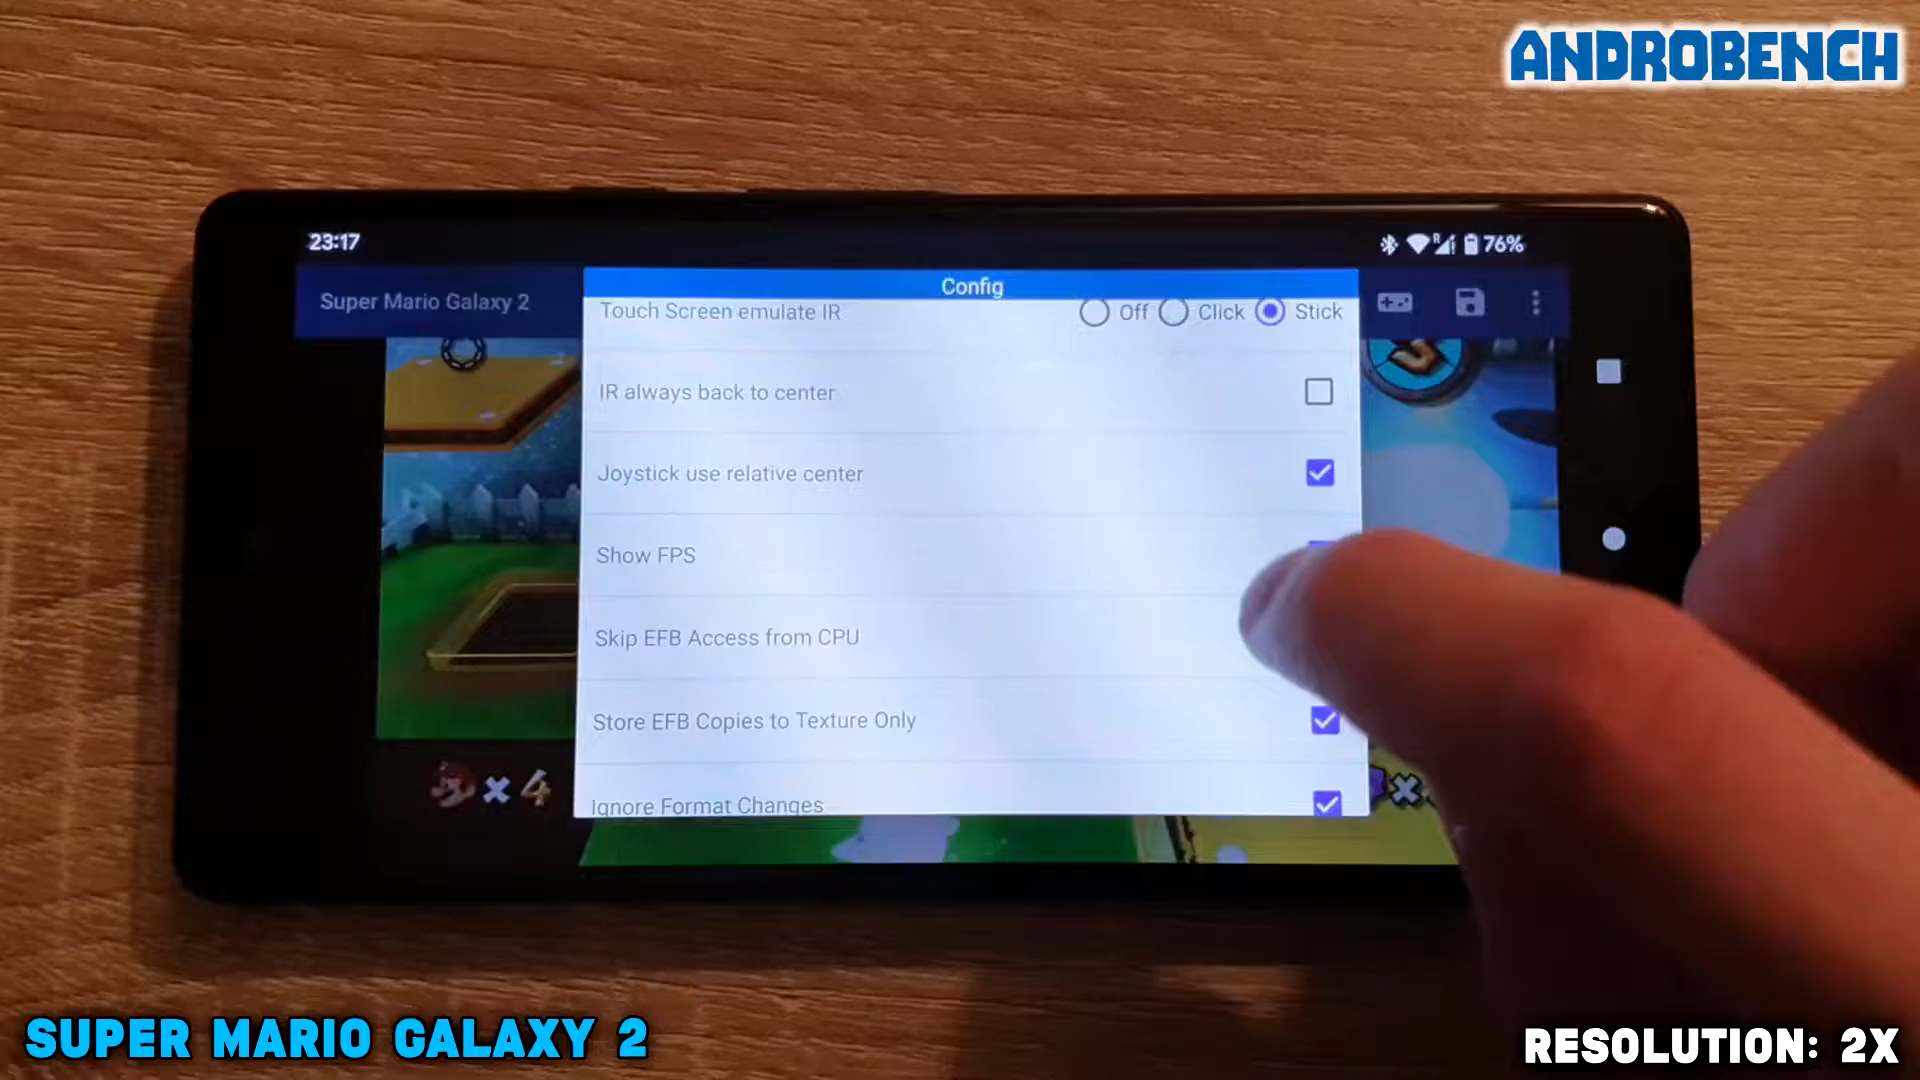 ANDROBENCH
23:17
76%
Super Mario Galaxy 2
Config
Touch Screen emulate IR
Off Click Stick
IR always back to center
Joystick use relative center
Show FPS
Skip EFB Access from CPU
Store EFB Copies to Texture Only
Ignore Format Changes
×4
SUPER MARIO GALAXY 2
RESOLUTION: 2X